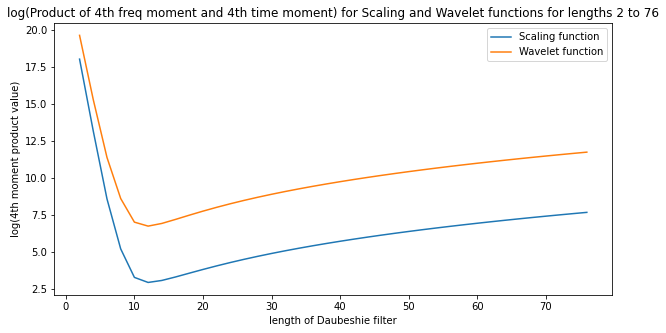 log(Product of 4th freq moment and 4th time moment) for Scaling and Wavelet functions for lengths 2 to 76
Scaling function
Wavelet function
log(4th moment product value)
20.0
17.5
15.0
12.5
10.0
7.5
5.0
2.5
0 10 20 30 40 50 60 70
length of Daubeshie filter